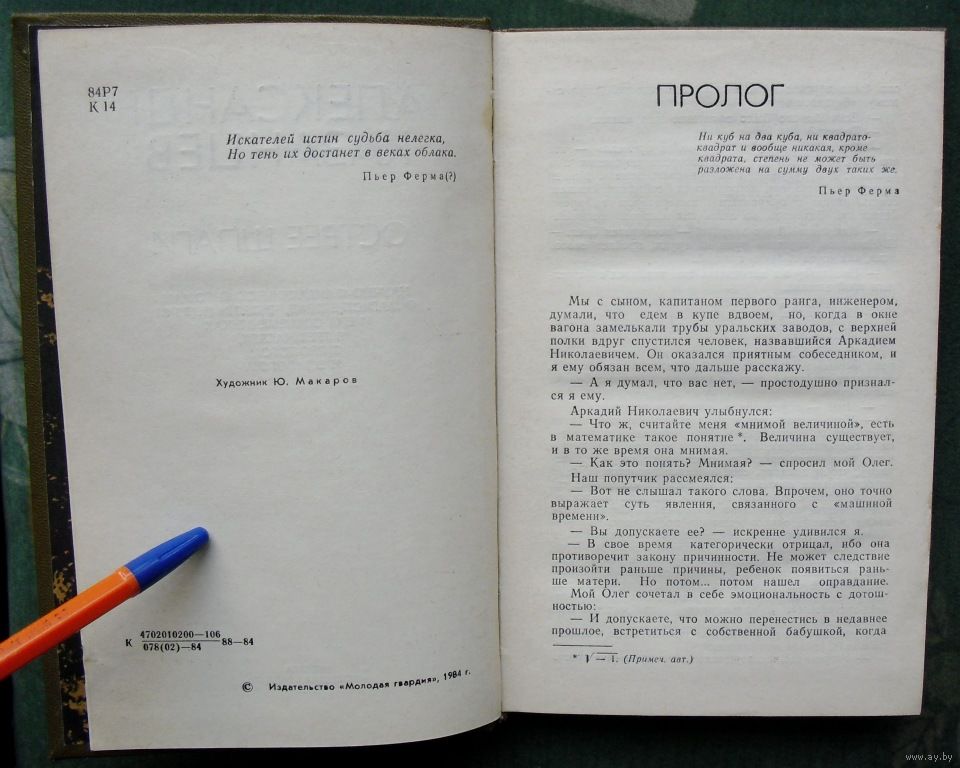 84Р7
К 14
Искателей истин судьба нелегка,
Но тень их достанет в веках облака.
Пьер Ферма(?)
Художник Ю. Макаров
К 4702010200—106
078(02)—84 88—84
© Издательство «Молодая гвардия», 1984 г.
ПРОЛОГ
Ни куб на два куба, ни квадрато-
квадрат и вообще никакая, кроме
квадрата, степень не может быть
разложена на сумму двух таких же.
Пьер Ферма
Мы с сыном, капитаном первого ранга, инженером,
думали, что едем в купе вдвоем, но, когда в окне
вагона замелькали трубы уральских заводов, с верхней
полки вдруг спустился человек, назвавшийся Аркадием
Николаевичем. Он оказался приятным собеседником, и
я ему обязан всем, что дальше расскажу.
— А я думал, что вас нет, — простодушно признал-
ся я ему.
Аркадий Николаевич улыбнулся:
— Что ж, считайте меня «мнимой величиной», есть
в математике такое понятие*. Величина существует,
и в то же время она мнимая.
— Как это понять? Мнимая? — спросил мой Олег.
Наш попутчик рассмеялся:
— Вот не слышал такого слова. Впрочем, оно точно
выражает суть явления, связанного с «машиной
времени».
— Вы допускаете ее? — искренне удивился я.
— В свое время категорически отрицал, ибо она
противоречит закону причинности. Не может следствие
произойти раньше причины, ребенок появиться рань-
ше матери. Но потом... потом нашел оправдание.
Мой Олег сочетал в себе эмоциональность с дотош-
ностью:
— И допускаете, что можно перенестись в недавнее
прошлое, встретиться с собственной бабушкой, когда
* √—1. (Примеч. авт.)
www.ay.by